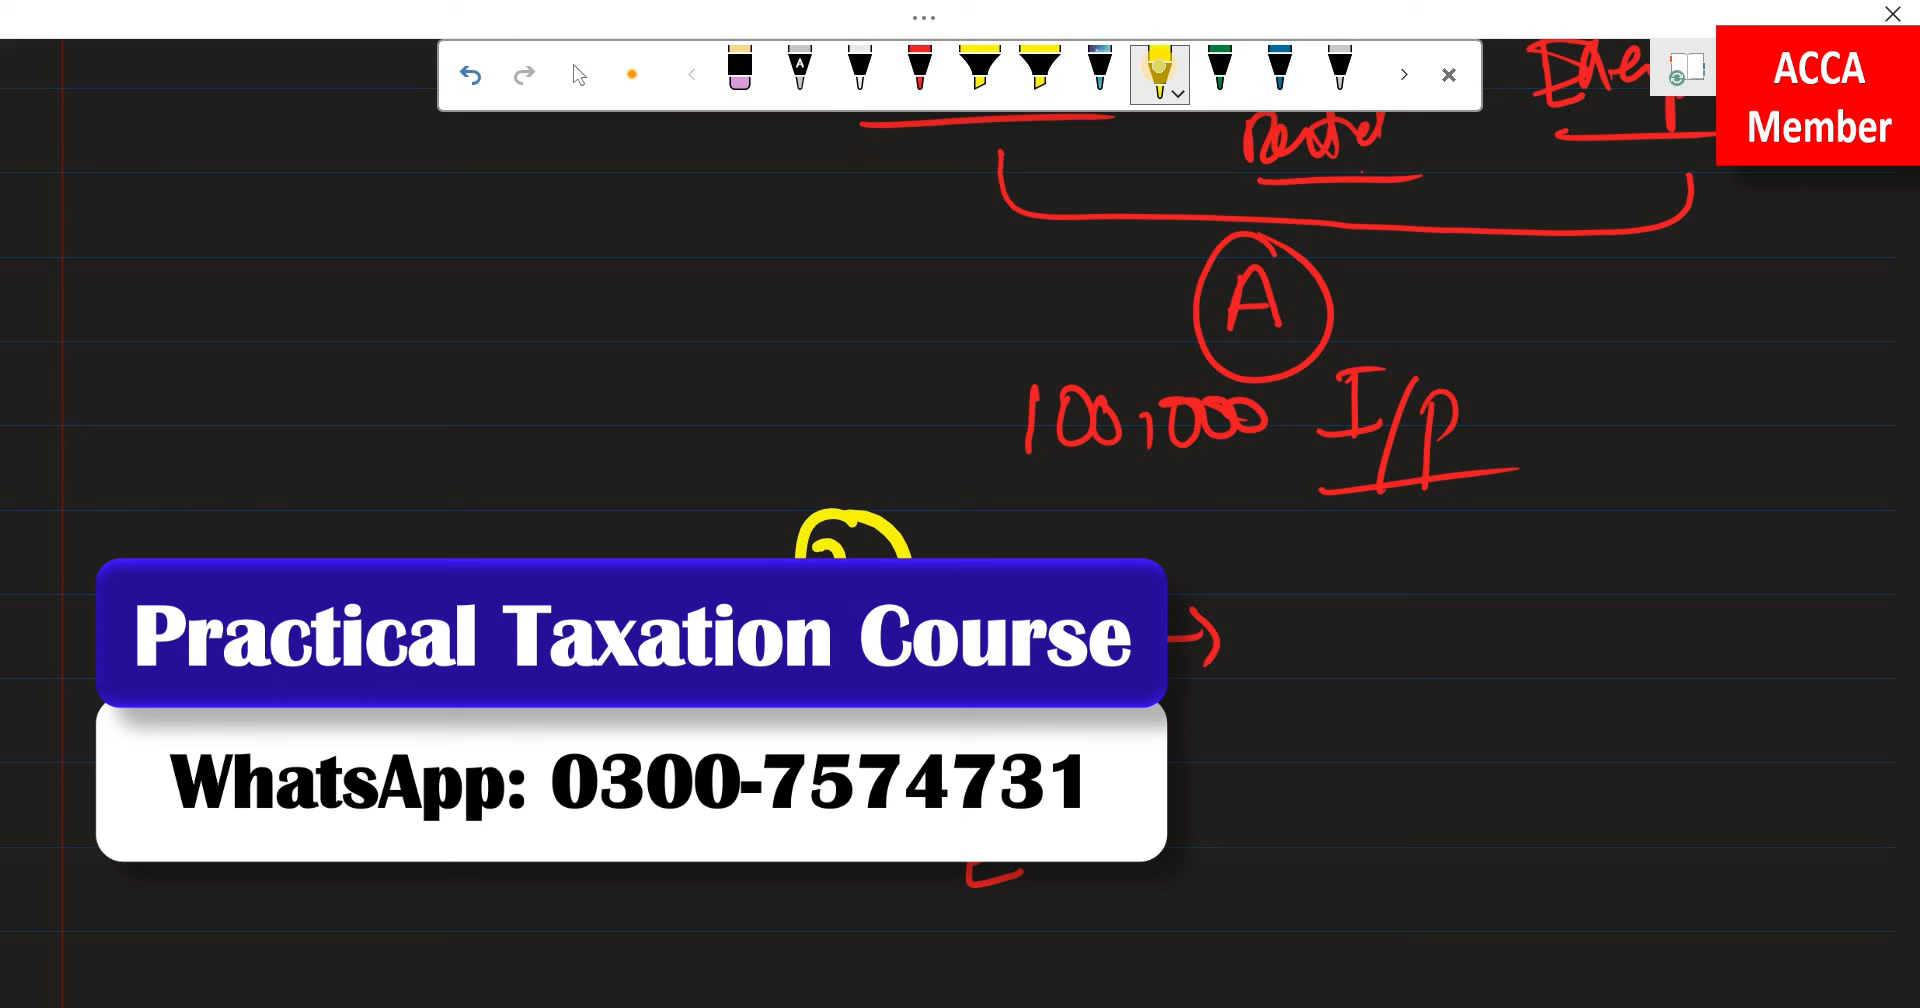 ACCA
Member
A
100,000 I/P
Practical Taxation Course
WhatsApp: 0300-7574731